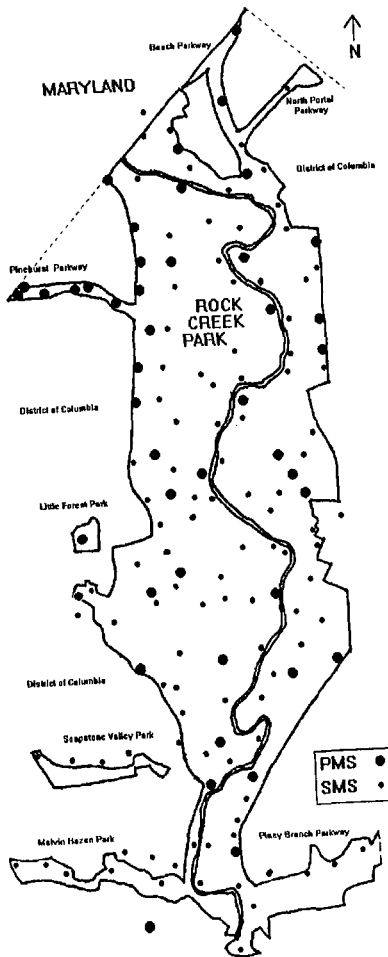 Beach Parkway
N
MARYLAND
North Portal
Parkway
District of Columbia
Pinehurst Parkway
ROCK
CREEK
PARK
District of Columbia
Little Forest Park
District of Columbia
Soapstone Valley Park
PMS
SMS
Melvin Hazen Park
Piney Branch Parkway